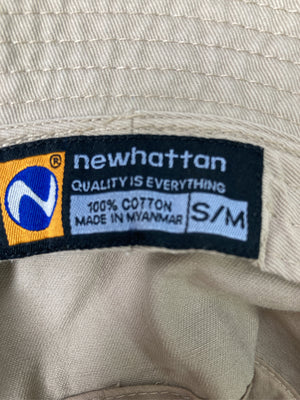 ®
newhattan
QUALITY IS EVERYTHING
100% COTTON
MADE IN MYANMAR
S/M